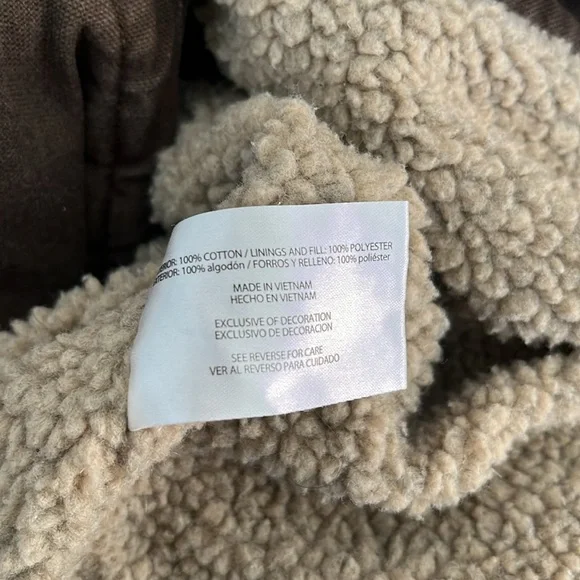 100% COTTON / LININGS AND FILL: 100% POLYESTER
100% algodón / FORROS Y RELLENO: 100% poliéster
MADE IN VIETNAM
HECHO EN VIETNAM
EXCLUSIVE OF DECORATION
EXCLUSIVO DE DECORACION
SEE REVERSE FOR CARE
VER AL REVERSO PARA CUIDADO